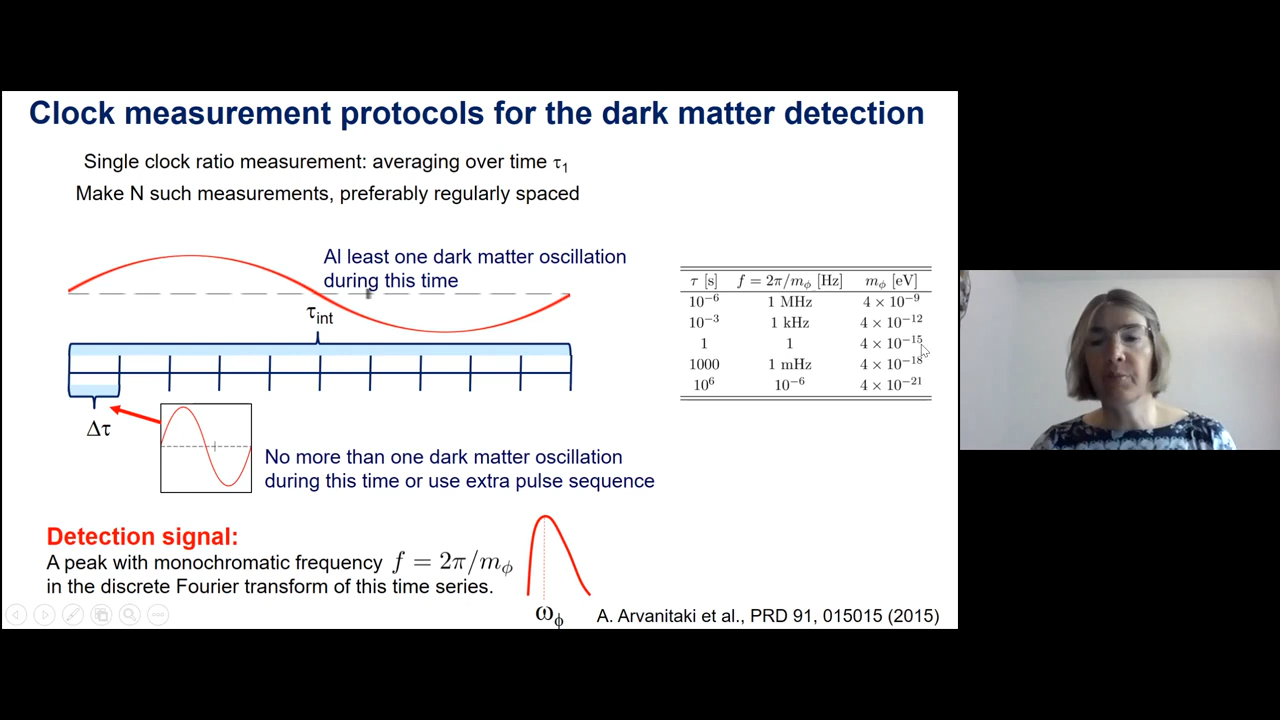 Clock measurement protocols for the dark matter detection
Single clock ratio measurement: averaging over time τ1
Make N such measurements, preferably regularly spaced
Al least one dark matter oscillation
during this time
τint
Δτ
No more than one dark matter oscillation
during this time or use extra pulse sequence
τ [s] f = 2π/mϕ [Hz] mϕ [eV]
10−6 1 MHz 4 × 10−9
10−3 1 kHz 4 × 10−12
1 1 4 × 10−15
1000 1 mHz 4 × 10−18
106 10−6 4 × 10−21
Detection signal:
A peak with monochromatic frequency f = 2π/mϕ
in the discrete Fourier transform of this time series.
ωϕ
A. Arvanitaki et al., PRD 91, 015015 (2015)